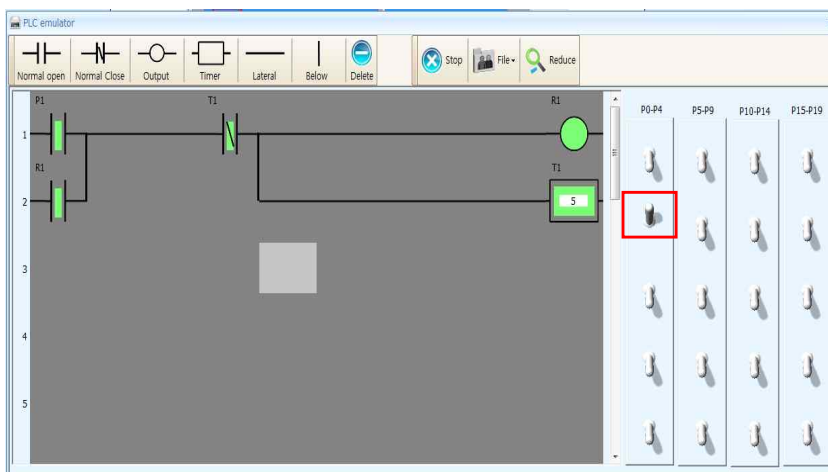 PLC emulator
Normal open Normal Close Output Timer Lateral Below Delete Stop File Reduce
P1 T1 R1 P0-P4 P5-P9 P10-P14 P15-P19
1
R1 T1
2 5
3
4
5